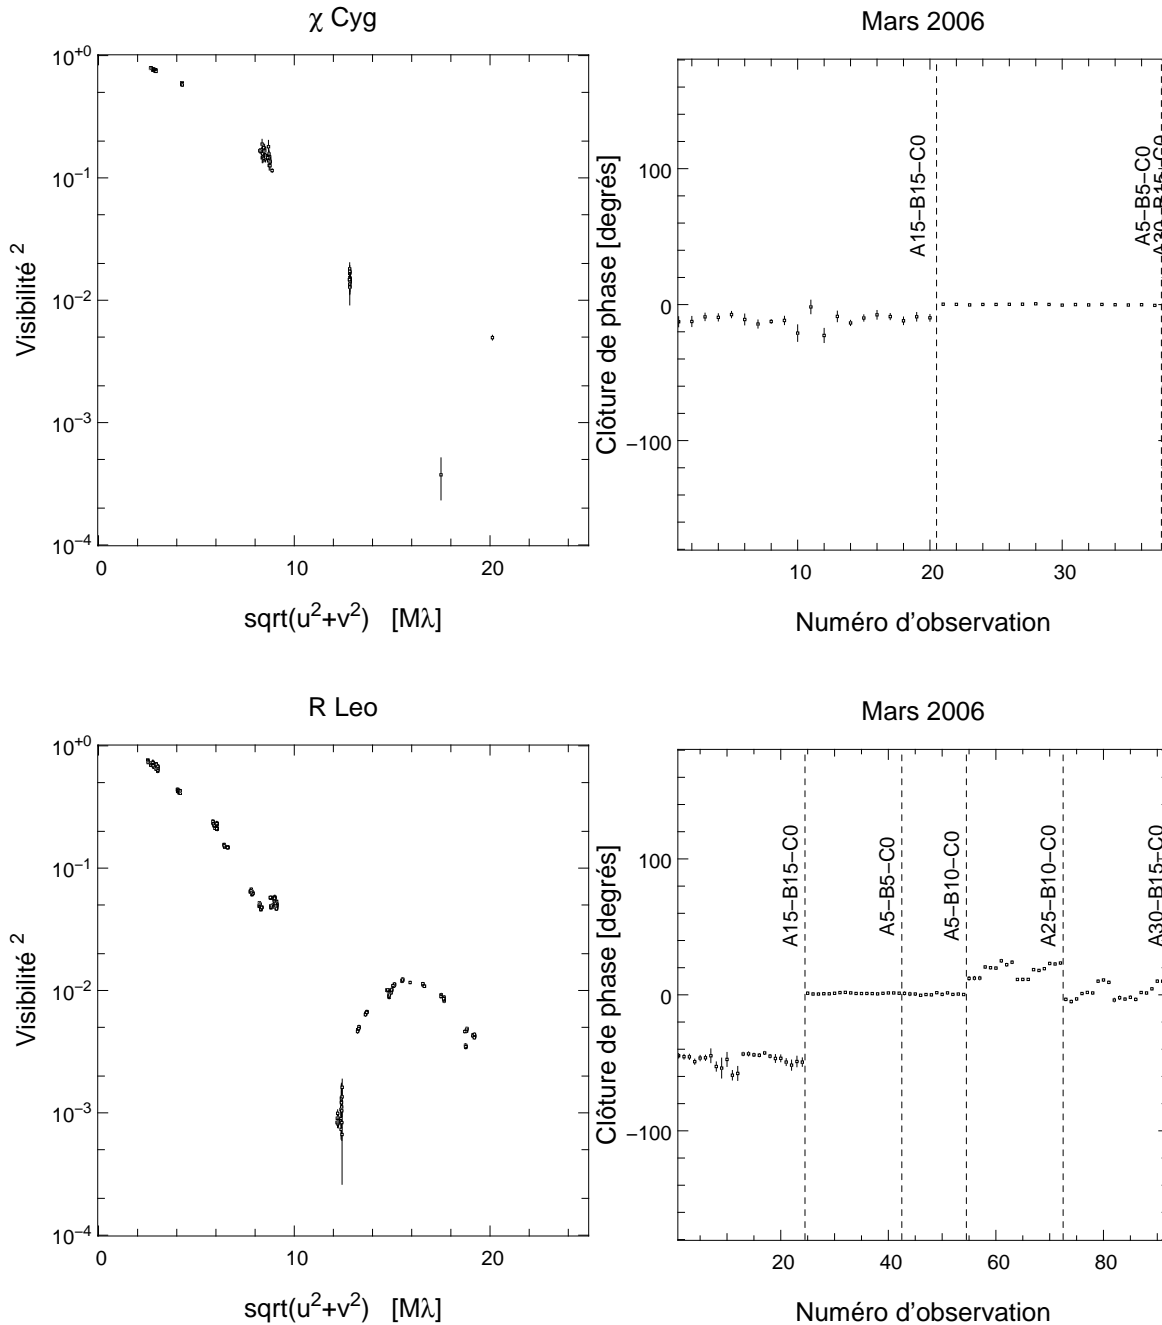 χ Cyg
Mars 2006
10+0
10−1
10−2
10−3
10−4
0
10
20
Visibilité 2
sqrt(u2+v2) [Mλ]
100
0
−100
10
20
30
Clôture de phase [degrés]
A15−B15−C0
A5−B5−C0
A30−B15−C0
Numéro d'observation
R Leo
Mars 2006
10+0
10−1
10−2
10−3
10−4
0
10
20
Visibilité 2
sqrt(u2+v2) [Mλ]
100
0
−100
20
40
60
80
Clôture de phase [degrés]
A15−B15−C0
A5−B5−C0
A5−B10−C0
A25−B10−C0
A30−B15−C0
Numéro d'observation